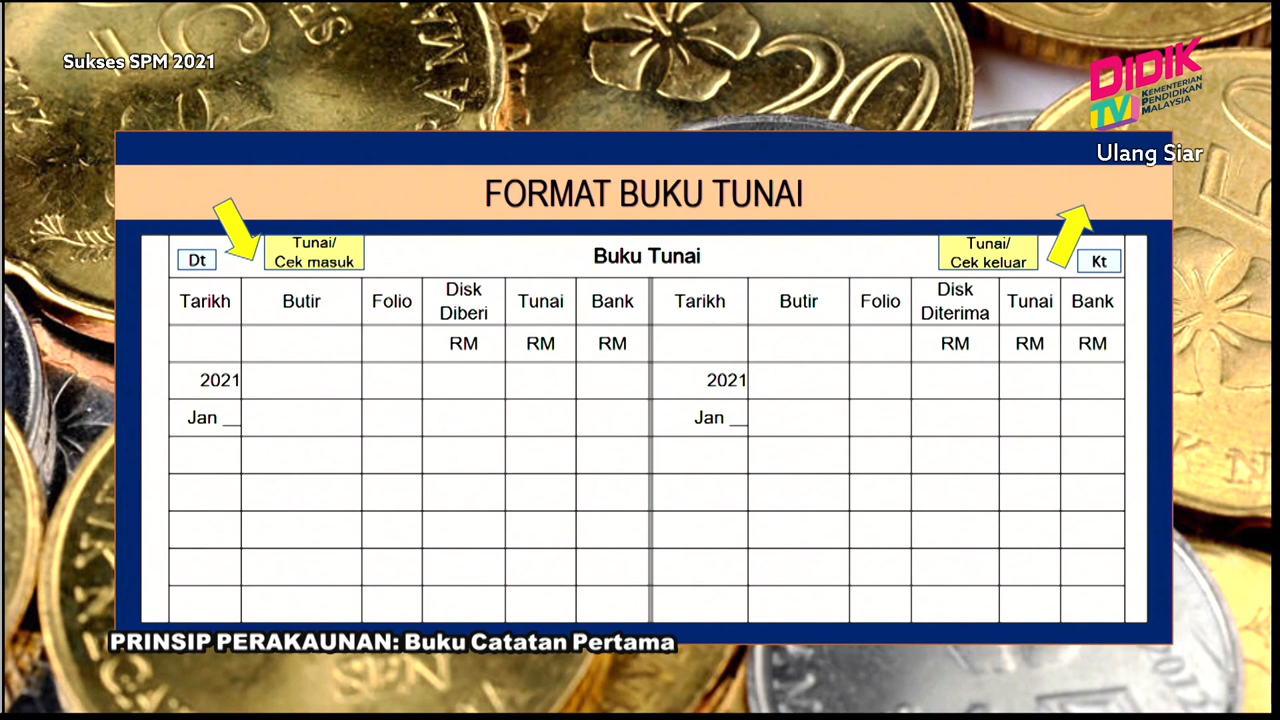 Sukses SPM 2021
DIDIK
TV
KEMENTERIAN
PENDIDIKAN
MALAYSIA
Ulang Siar
FORMAT BUKU TUNAI
Dt
Tunai/
Cek masuk
Buku Tunai
Tunai/
Cek keluar
Kt
Tarikh Butir Folio Disk Diberi Tunai Bank Tarikh Butir Folio Disk Diterima Tunai Bank
RM RM RM RM RM RM
2021 2021
Jan __ Jan __
PRINSIP PERAKAUNAN: Buku Catatan Pertama
20